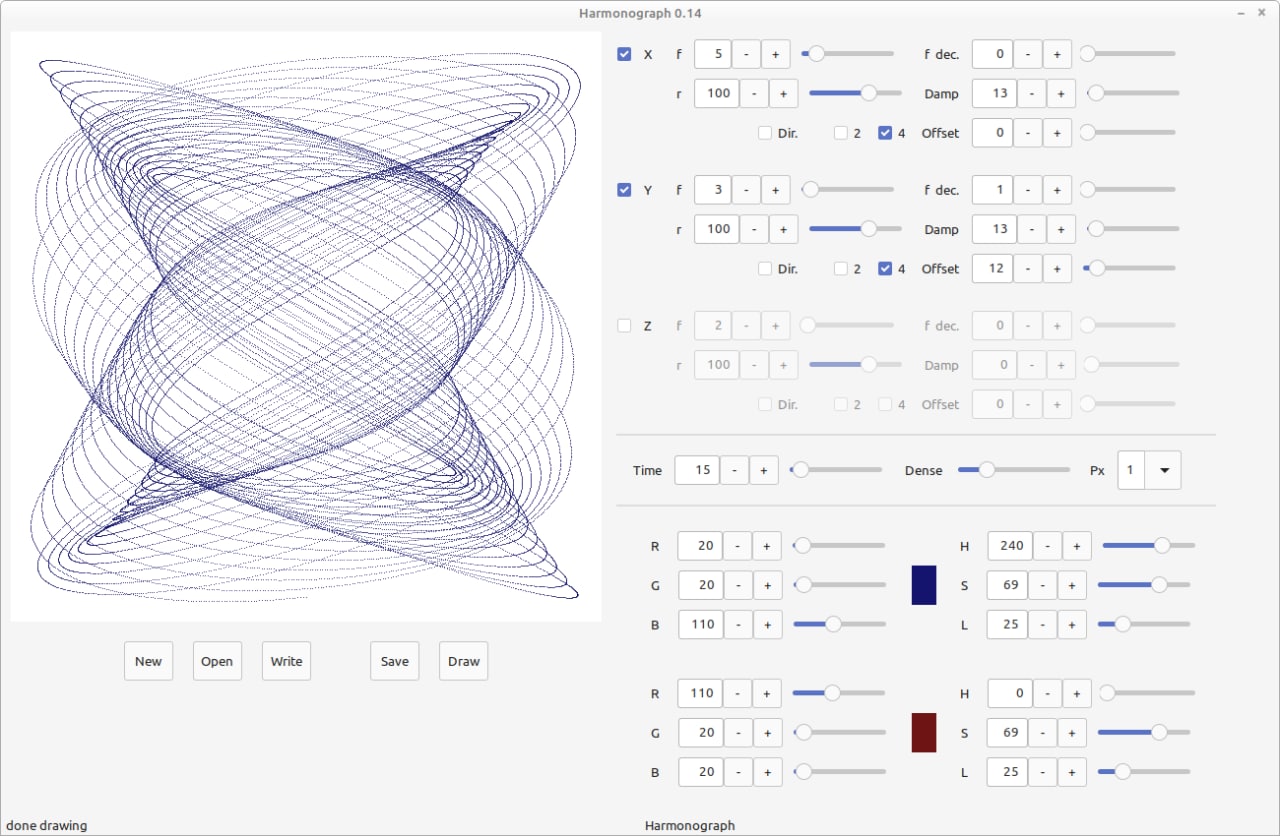 Harmonograph 0.14
X f 5 - + f dec. 0 - +
r 100 - + Damp 13 - +
Dir. 2 4 Offset 0 - +
Y f 3 - + f dec. 1 - +
r 100 - + Damp 13 - +
Dir. 2 4 Offset 12 - +
Z f 2 - + f dec. 0 - +
r 100 - + Damp 0 - +
Dir. 2 4 Offset 0 - +
Time 15 - + Dense Px 1
R 20 - + H 240 - +
G 20 - + S 69 - +
B 110 - + L 25 - +
New Open Write Save Draw
R 110 - + H 0 - +
G 20 - + S 69 - +
B 20 - + L 25 - +
done drawing Harmonograph